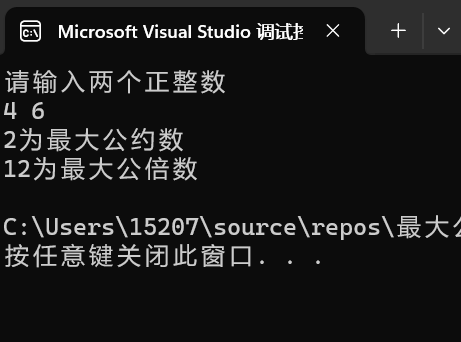 Microsoft Visual Studio 调试
请输入两个正整数
4 6
2为最大公约数
12为最大公倍数
C:\Users\15207\source\repos\最大
按任意键关闭此窗口. . .